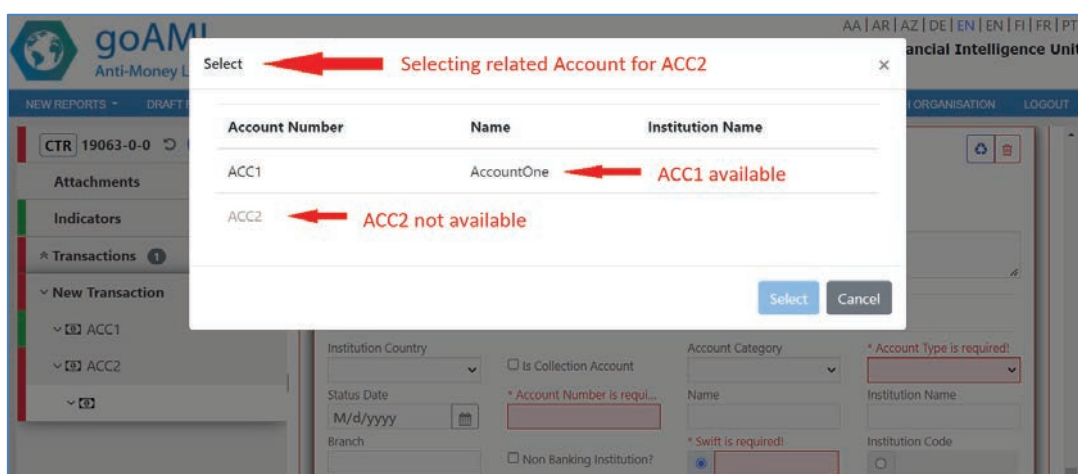 AA | AR | AZ | DE | EN | EN | FI | FR | PT
goAML
Anti-Money L
ancial Intelligence Unit
Select
Selecting related Account for ACC2
×
NEW REPORTS
DRAFT
ORGANISATION
LOGOUT
Account Number Name Institution Name
CTR 19063-0-0
ACC1 AccountOne ACC1 available
Attachments
ACC2 ACC2 not available
Indicators
Transactions 1
New Transaction
Select Cancel
ACC1
ACC2
Institution Country
Is Collection Account
Account Category
* Account Type is required!
Status Date
* Account Number is requi...
Name
Institution Name
M/d/yyyy
Branch
Non Banking Institution?
* Swift is required!
Institution Code